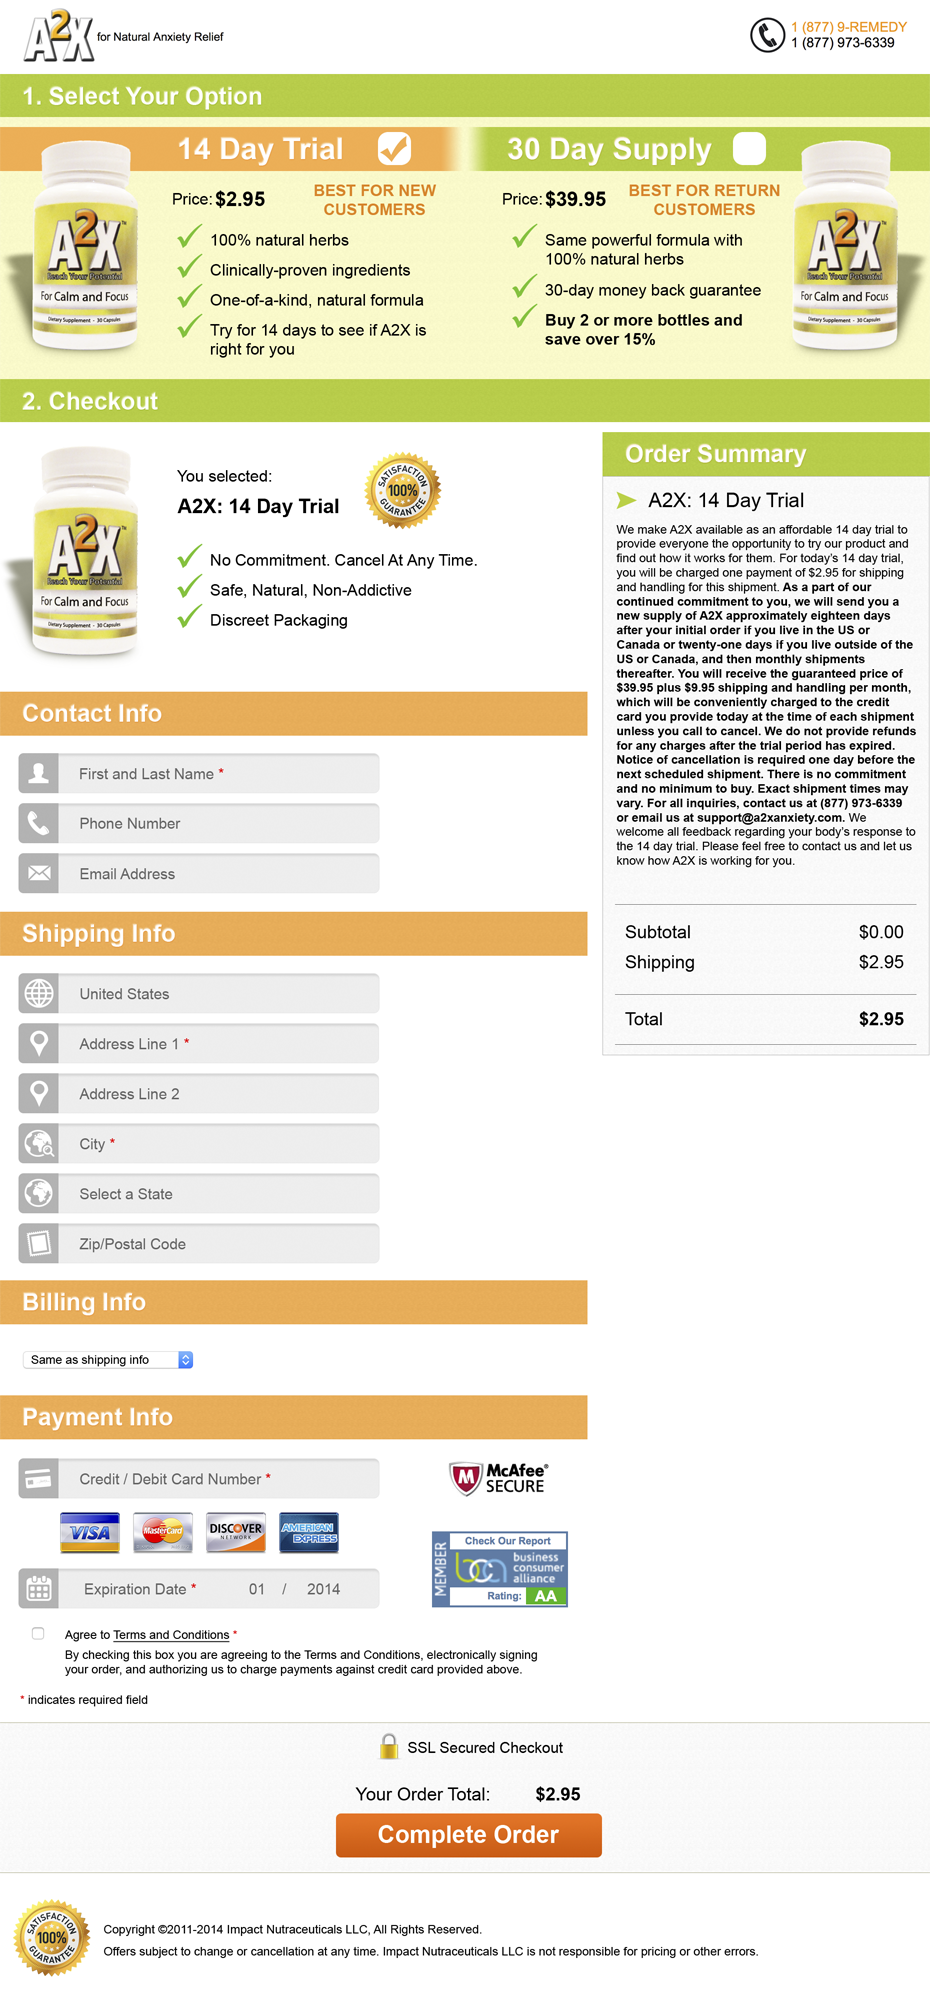 A2X for Natural Anxiety Relief
1 (877) 9-REMEDY
1 (877) 973-6339
1. Select Your Option
14 Day Trial
Price: $2.95
BEST FOR NEW
CUSTOMERS
100% natural herbs
Clinically-proven ingredients
One-of-a-kind, natural formula
Try for 14 days to see if A2X is
right for you
A2X™
Reach Your Potential
For Calm and Focus
Dietary Supplement - 30 Capsules
30 Day Supply
Price: $39.95
BEST FOR RETURN
CUSTOMERS
Same powerful formula with
100% natural herbs
30-day money back guarantee
Buy 2 or more bottles and
save over 15%
A2X™
Reach Your Potential
For Calm and Focus
Dietary Supplement - 30 Capsules
2. Checkout
A2X™
Reach Your Potential
For Calm and Focus
Dietary Supplement - 30 Capsules
You selected:
A2X: 14 Day Trial
SATISFACTION
100%
GUARANTEE
No Commitment. Cancel At Any Time.
Safe, Natural, Non-Addictive
Discreet Packaging
Order Summary
A2X: 14 Day Trial
We make A2X available as an affordable 14 day trial to
provide everyone the opportunity to try our product and
find out how it works for them. For today's 14 day trial,
you will be charged one payment of $2.95 for shipping
and handling for this shipment. As a part of our
continued commitment to you, we will send you a
new supply of A2X approximately eighteen days
after your initial order if you live in the US or
Canada or twenty-one days if you live outside of the
US or Canada, and then monthly shipments
thereafter. You will receive the guaranteed price of
$39.95 plus $9.95 shipping and handling per month,
which will be conveniently charged to the credit
card you provide today at the time of each shipment
unless you call to cancel. We do not provide refunds
for any charges after the trial period has expired.
Notice of cancellation is required one day before the
next scheduled shipment. There is no commitment
and no minimum to buy. Exact shipment times may
vary. For all inquiries, contact us at (877) 973-6339
or email us at support@a2xanxiety.com. We
welcome all feedback regarding your body's response to
the 14 day trial. Please feel free to contact us and let us
know how A2X is working for you.
Subtotal $0.00
Shipping $2.95
Total $2.95
Contact Info
First and Last Name *
Phone Number
Email Address
Shipping Info
United States
Address Line 1 *
Address Line 2
City *
Select a State
Zip/Postal Code
Billing Info
Same as shipping info
Payment Info
Credit / Debit Card Number *
VISA MasterCard DISCOVER NETWORK AMERICAN EXPRESS
Expiration Date * 01 / 2014
McAfee®
SECURE
MEMBER
Check Our Report
bca business
consumer
alliance
Rating: AA
Agree to Terms and Conditions *
By checking this box you are agreeing to the Terms and Conditions, electronically signing
your order, and authorizing us to charge payments against credit card provided above.
* indicates required field
SSL Secured Checkout
Your Order Total: $2.95
Complete Order
SATISFACTION
100%
GUARANTEE
Copyright ©2011-2014 Impact Nutraceuticals LLC, All Rights Reserved.
Offers subject to change or cancellation at any time. Impact Nutraceuticals LLC is not responsible for pricing or other errors.